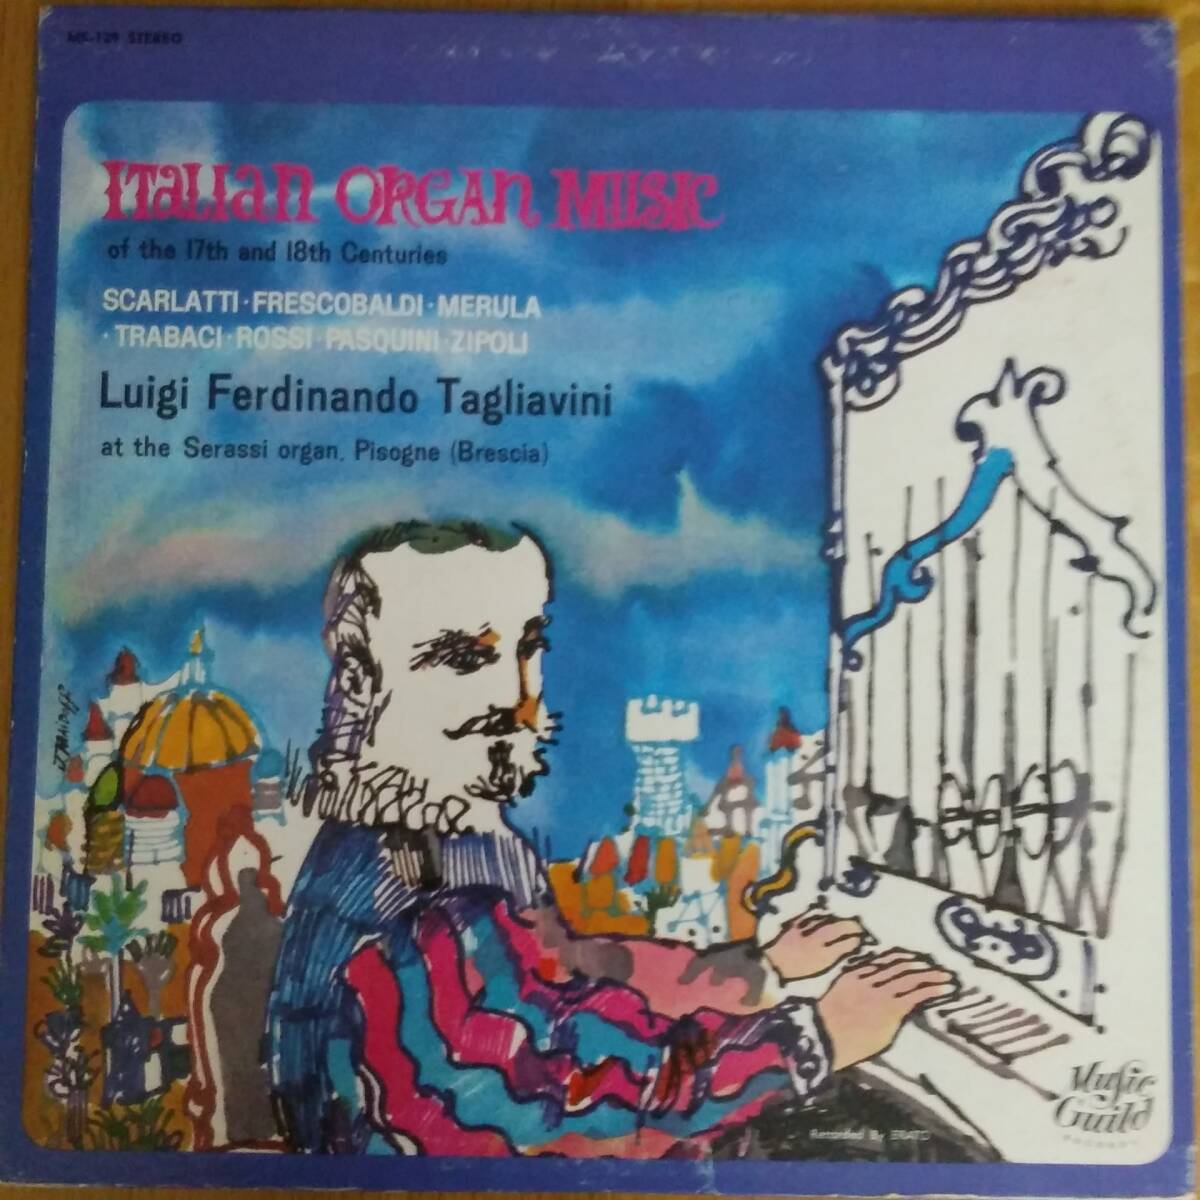 MS-129 STEREO
ITALIAN ORGAN MUSIC
of the 17th and 18th Centuries
SCARLATTI · FRESCOBALDI · MERULA
· TRABACI · ROSSI · PASQUINI · ZIPOLI
Luigi Ferdinando Tagliavini
at the Serassi organ, Pisogne (Brescia)
Music
Guild
RECORDS
Recorded By ERATO